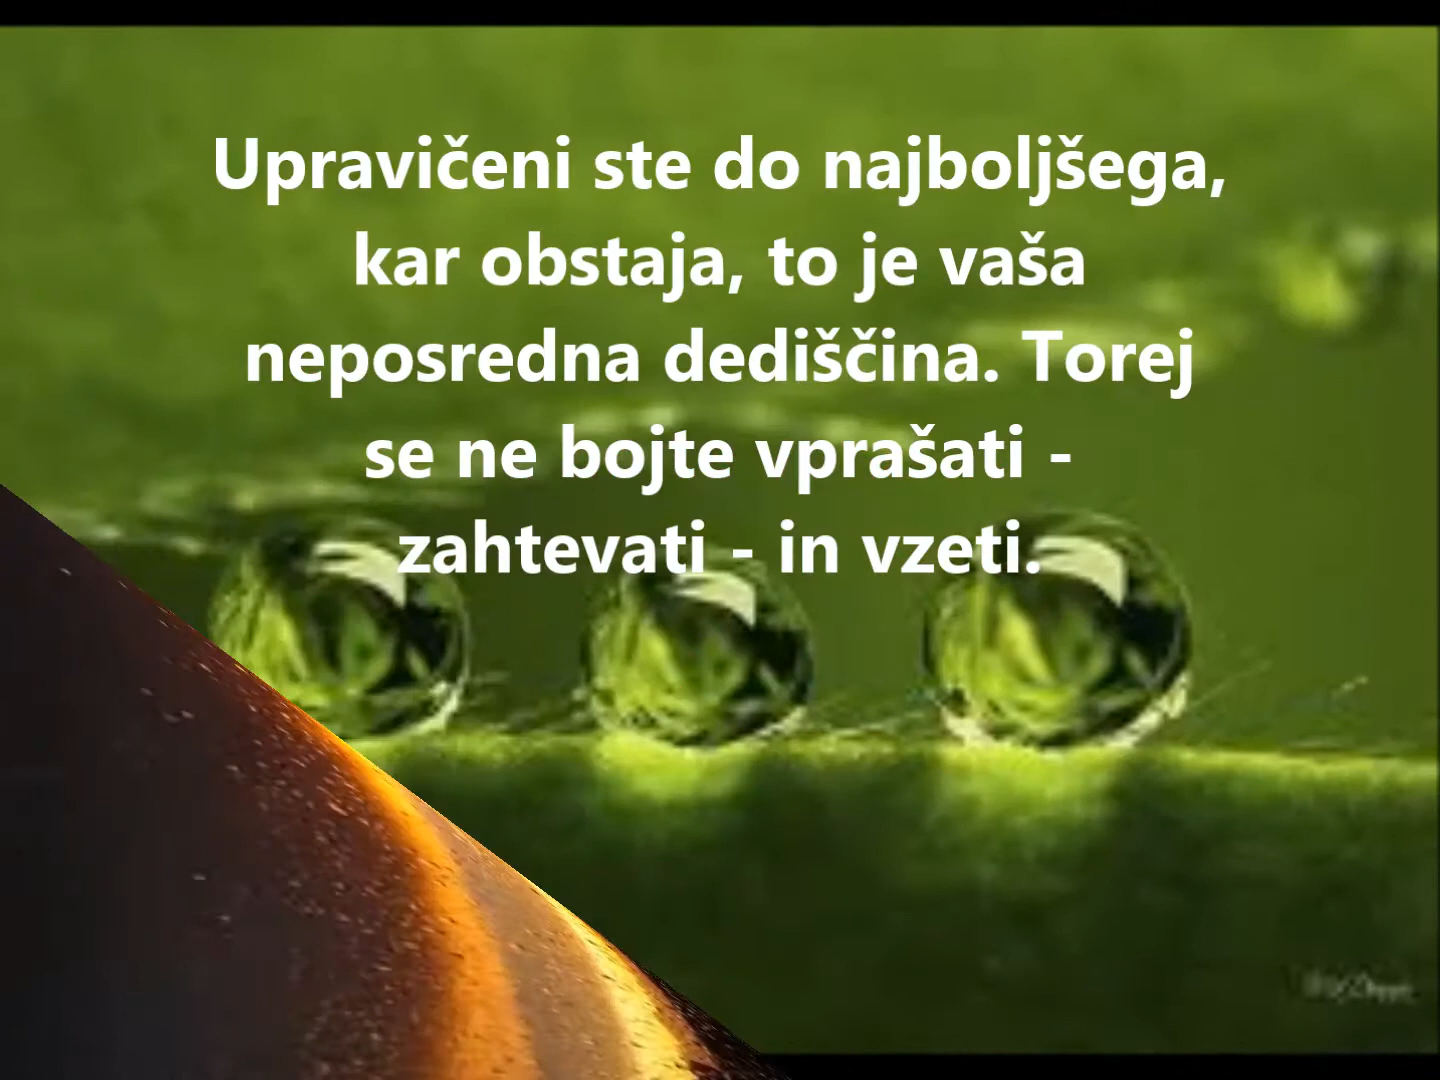 Upravičeni ste do najboljšega,
kar obstaja, to je vaša
neposredna dediščina. Torej
se ne bojte vprašati -
zahtevati - in vzeti.